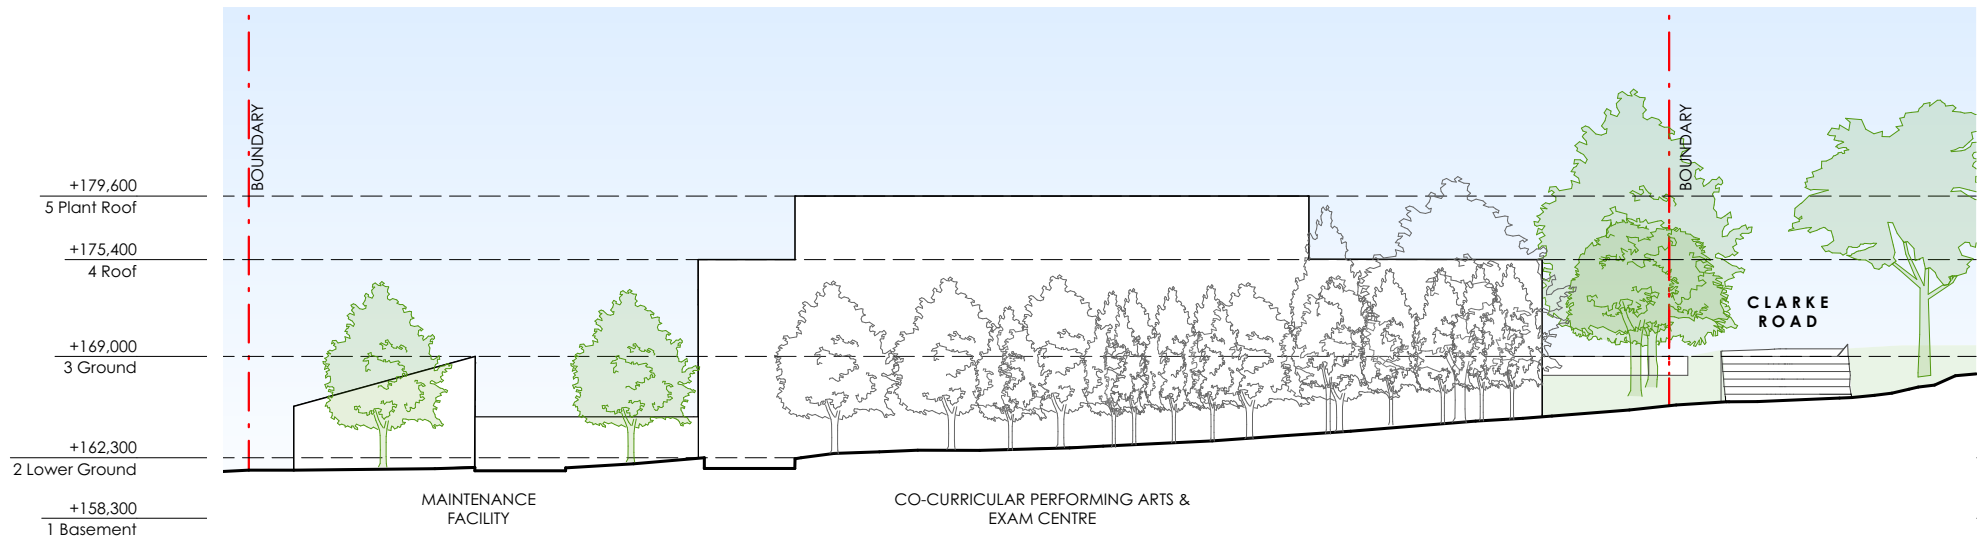 BOUNDARY
BOUNDARY
+179,600
5 Plant Roof
+175,400
4 Roof
CLARKE
ROAD
+169,000
3 Ground
+162,300
2 Lower Ground
MAINTENANCE
FACILITY
CO-CURRICULAR PERFORMING ARTS &
EXAM CENTRE
+158,300
1 Basement